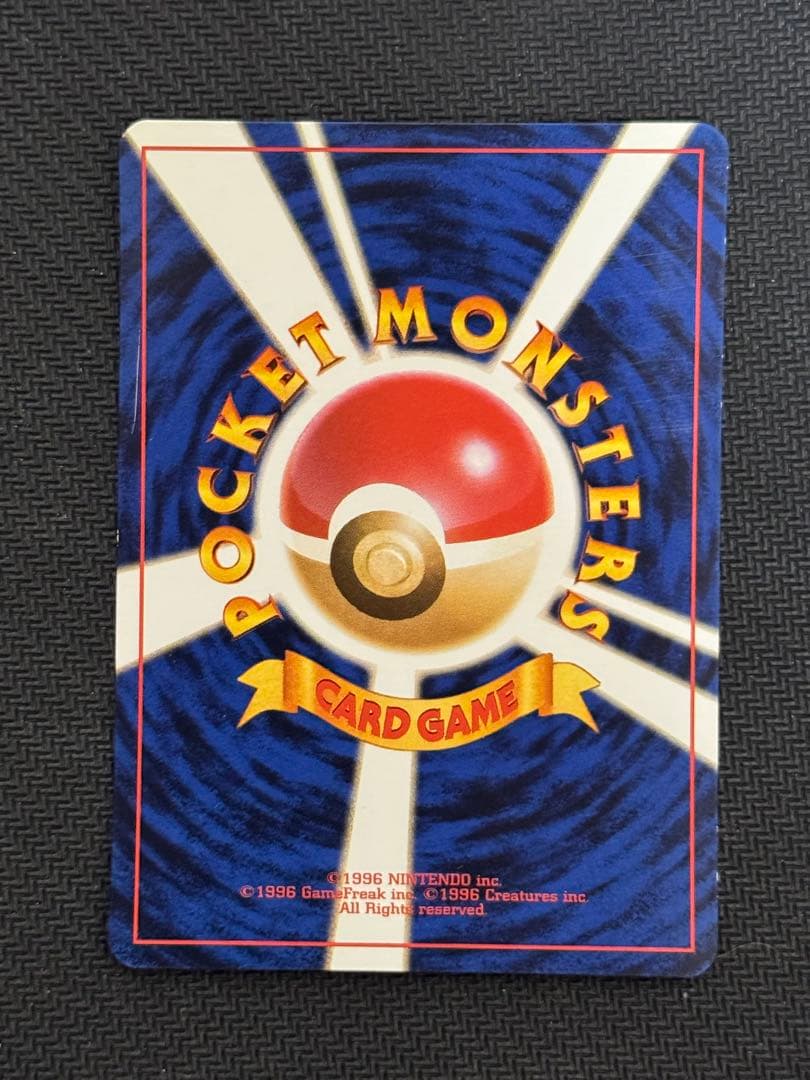 POCKET MONSTERS
CARD GAME
©1996 NINTENDO inc.
©1996 GameFreak inc. ©1996 Creatures inc.
All Rights reserved.